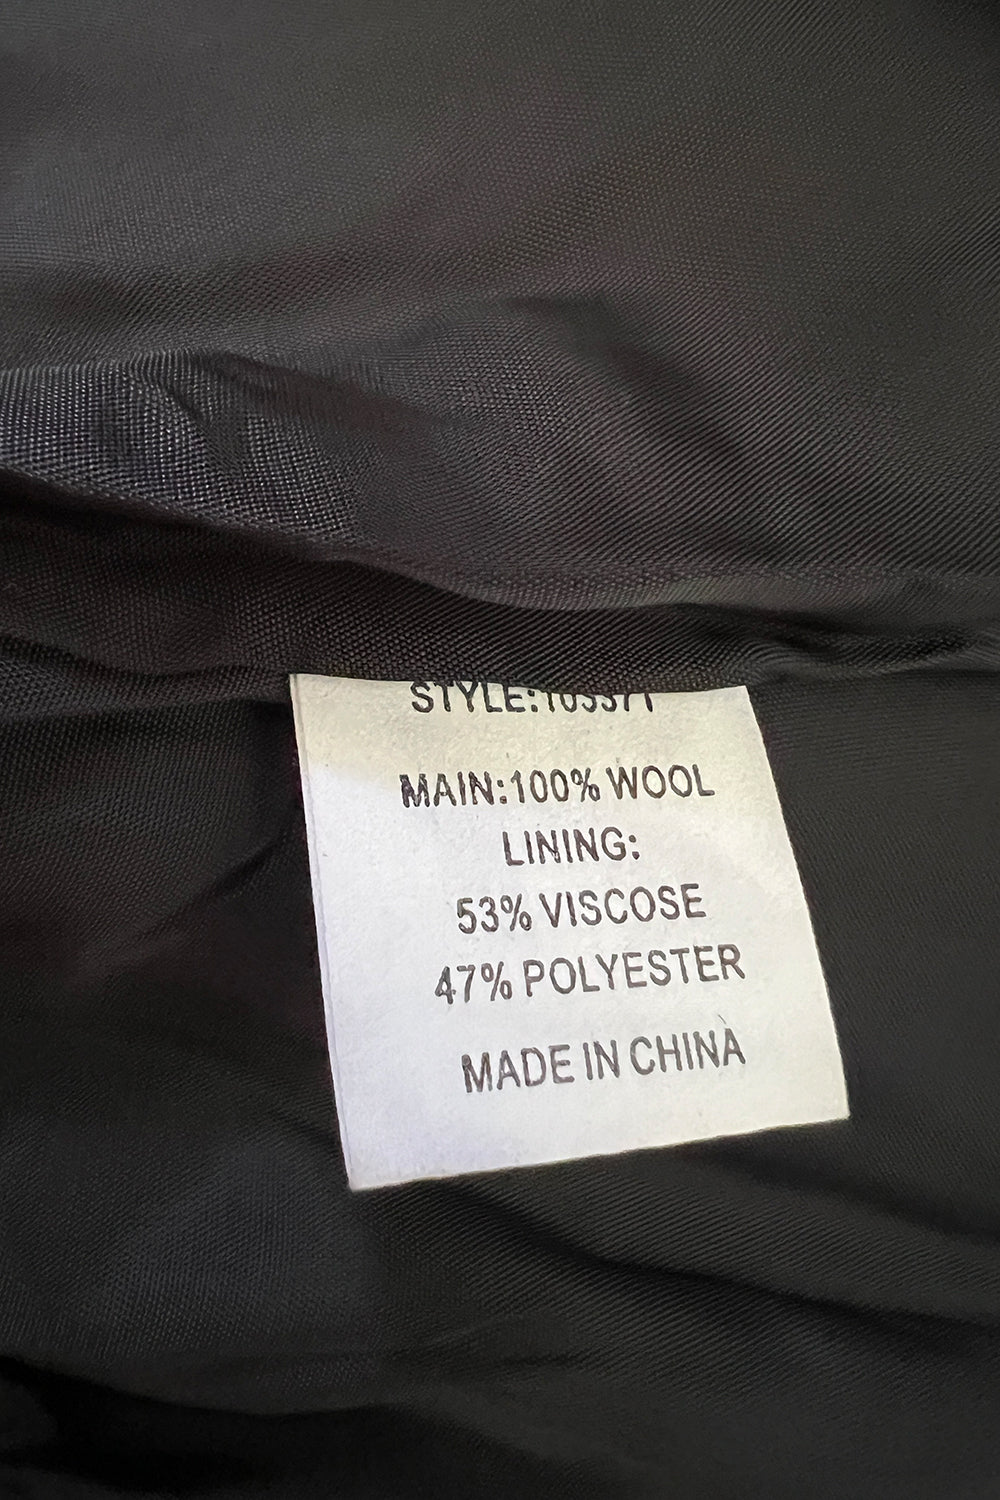 STYLE:
MAIN:100% WOOL
LINING:
53% VISCOSE
47% POLYESTER
MADE IN CHINA